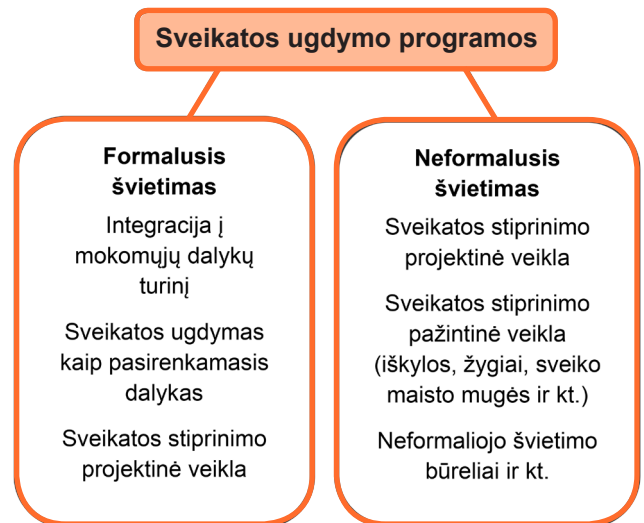 Sveikatos ugdymo programos
Formalusis
švietimas
Integracija į
mokomųjų dalykų
turinį
Sveikatos ugdymas
kaip pasirenkamasis
dalykas
Sveikatos stiprinimo
projektinė veikla
Neformalusis
švietimas
Sveikatos stiprinimo
projektinė veikla
Sveikatos stiprinimo
pažintinė veikla
(iškylos, žygiai, sveiko
maisto mugės ir kt.)
Neformaliojo švietimo
būreliai ir kt.